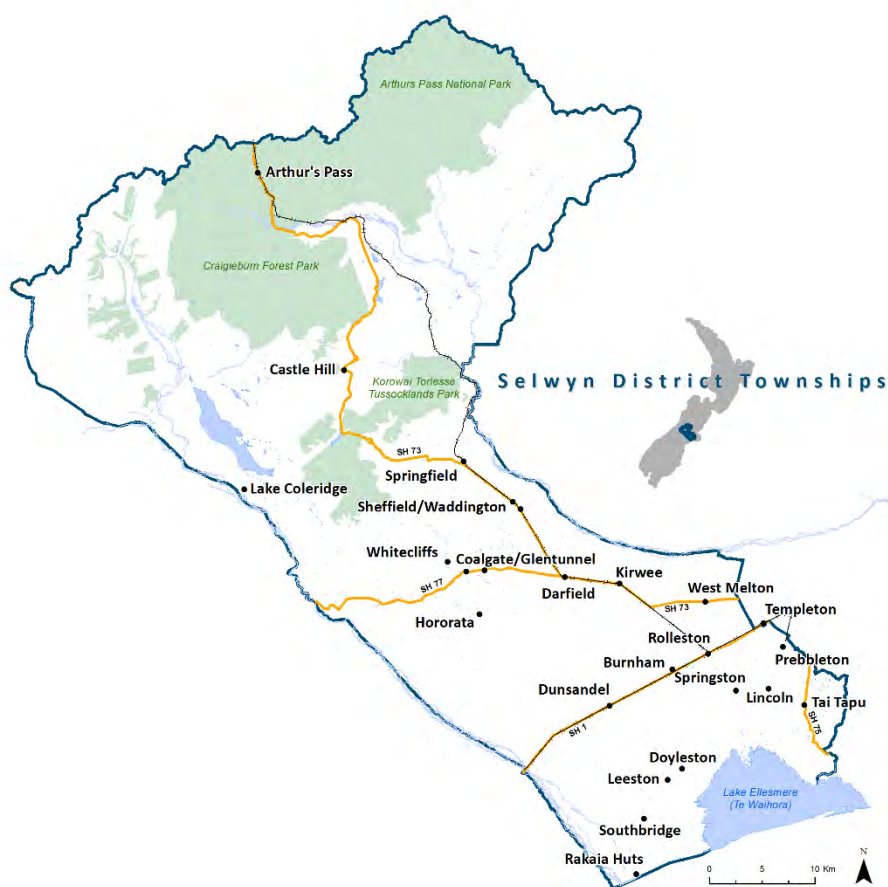 Arthurs Pass National Park
Arthur's Pass
Craigieburn Forest Park
Castle Hill
Korowai Torlesse
Tussocklands Park
Selwyn District Townships
SH 73
Springfield
Lake Coleridge
Sheffield/Waddington
Whitecliffs
Coalgate/Glentunnel
SH 77
Darfield
Kirwee
West Melton
SH 73
Hororata
Templeton
Rolleston
Prebbleton
Burnham
Springston
Lincoln
Tai Tapu
Dunsandel
SH 1
SH 75
Doyleston
Leeston
Lake Ellesmere
(Te Waihora)
Southbridge
Rakaia Huts
N
0 5 10 Km